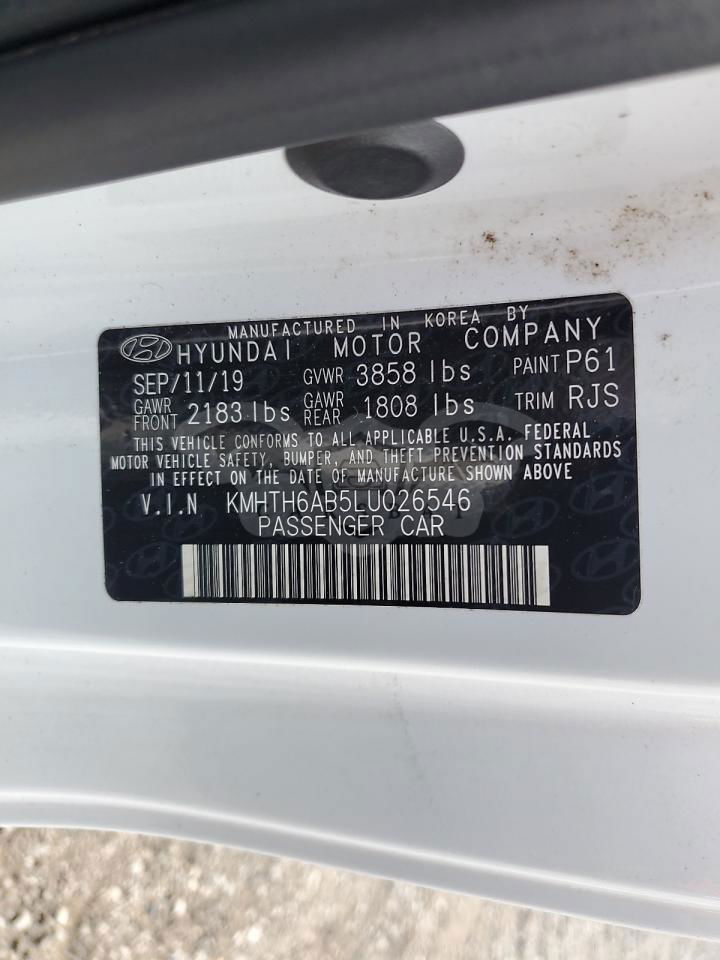 MANUFACTURED IN KOREA BY
HYUNDAI MOTOR COMPANY
SEP/11/19 GVWR 3858 lbs PAINT P61
GAWR FRONT 2183 lbs GAWR REAR 1808 lbs TRIM RJS
THIS VEHICLE CONFORMS TO ALL APPLICABLE U.S.A. FEDERAL
MOTOR VEHICLE SAFETY, BUMPER, AND THEFT PREVENTION STANDARDS
IN EFFECT ON THE DATE OF MANUFACTURE SHOWN ABOVE
V.I.N KMHTH6AB5LU026546
PASSENGER CAR